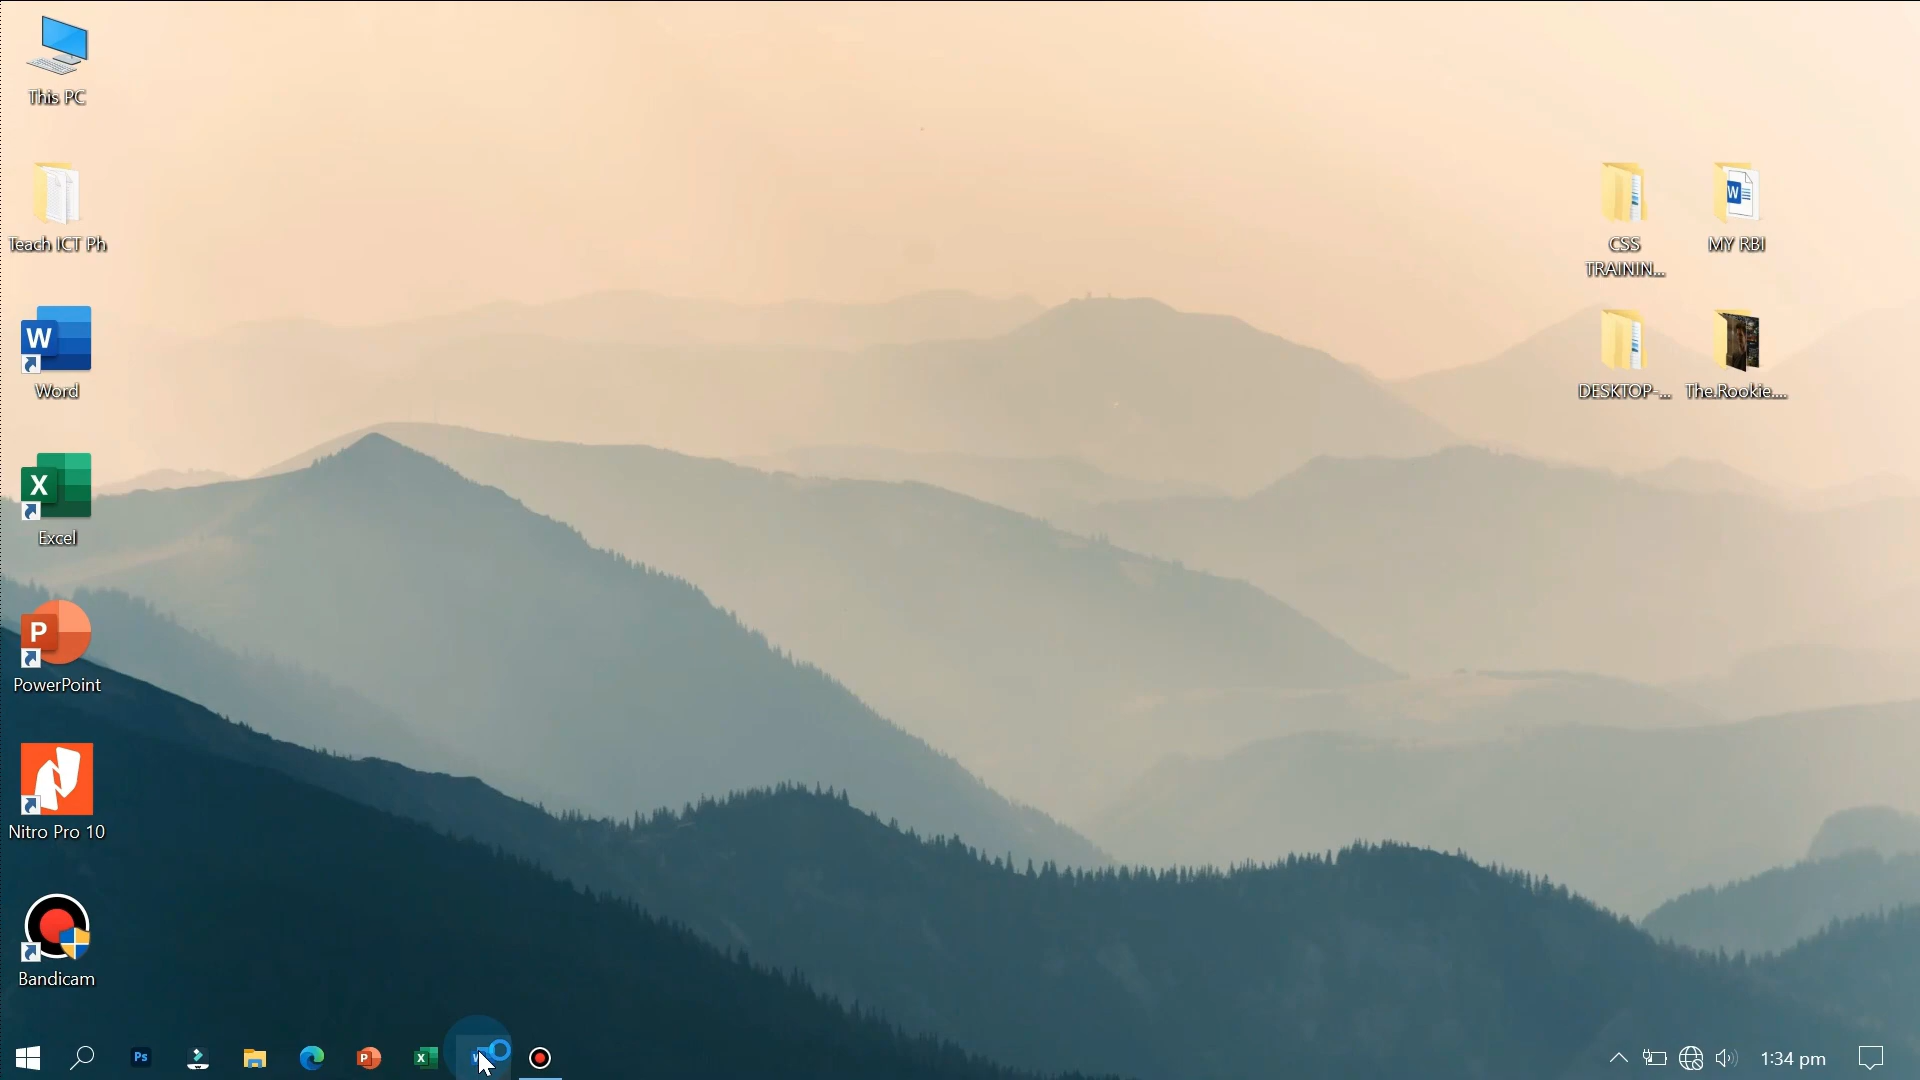 This PC
Teach ICT Ph
W
Word
X
Excel
P
PowerPoint
Nitro Pro 10
Bandicam
CSS
TRAININ...
W
MY RBI
DESKTOP-...
The.Rookie....
Ps
P
X
W
1:34 pm